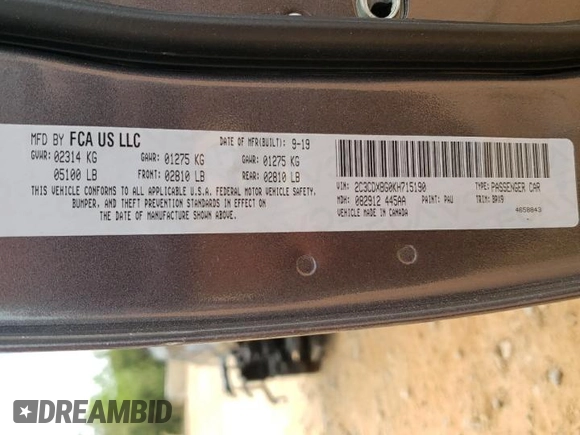 MFD BY FCA US LLC DATE OF MFR(BUILT): 9-19
GVWR: 02314 KG GAWR: 01275 KG GAWR: 01275 KG
05100 LB FRONT: 02810 LB REAR: 02810 LB
THIS VEHICLE CONFORMS TO ALL APPLICABLE U.S.A. FEDERAL MOTOR VEHICLE SAFETY,
BUMPER, AND THEFT PREVENTION STANDARDS IN EFFECT
ON THE DATE OF MANUFACTURE SHOWN ABOVE.
VIN: 2C3CDXBG0KH715190 TYPE: PASSENGER CAR
MDH: 082912 445AA PAINT: PAU TRIM: BPX9
VEHICLE MADE IN CANADA 4658843
DREAMBID